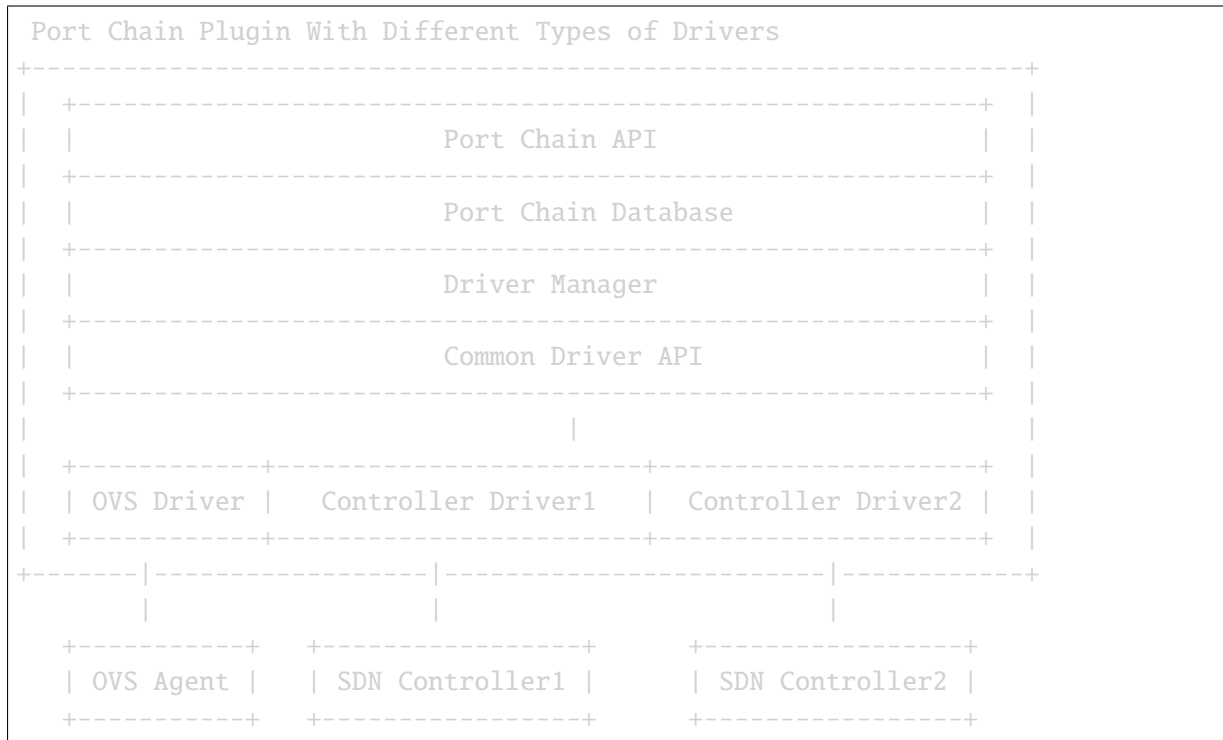 Port Chain Plugin With Different Types of Drivers
+-----------------------------------------------------------------+
|  +-----------------------------------------------------------+  |
|  |                        Port Chain API                     |  |
|  +-----------------------------------------------------------+  |
|  |                        Port Chain Database                |  |
|  +-----------------------------------------------------------+  |
|  |                        Driver Manager                     |  |
|  +-----------------------------------------------------------+  |
|  |                        Common Driver API                  |  |
|  +-----------------------------------------------------------+  |
|                                   |                             |
|  +------------+------------------------+---------------------+  |
|  | OVS Driver |   Controller Driver1   |  Controller Driver2 |  |
|  +------------+------------------------+---------------------+  |
+-------|------------------|-------------------------|------------+
        |                  |                         |
   +-----------+   +-----------------+      +-----------------+
   | OVS Agent |   | SDN Controller1 |      | SDN Controller2 |
   +-----------+   +-----------------+      +-----------------+